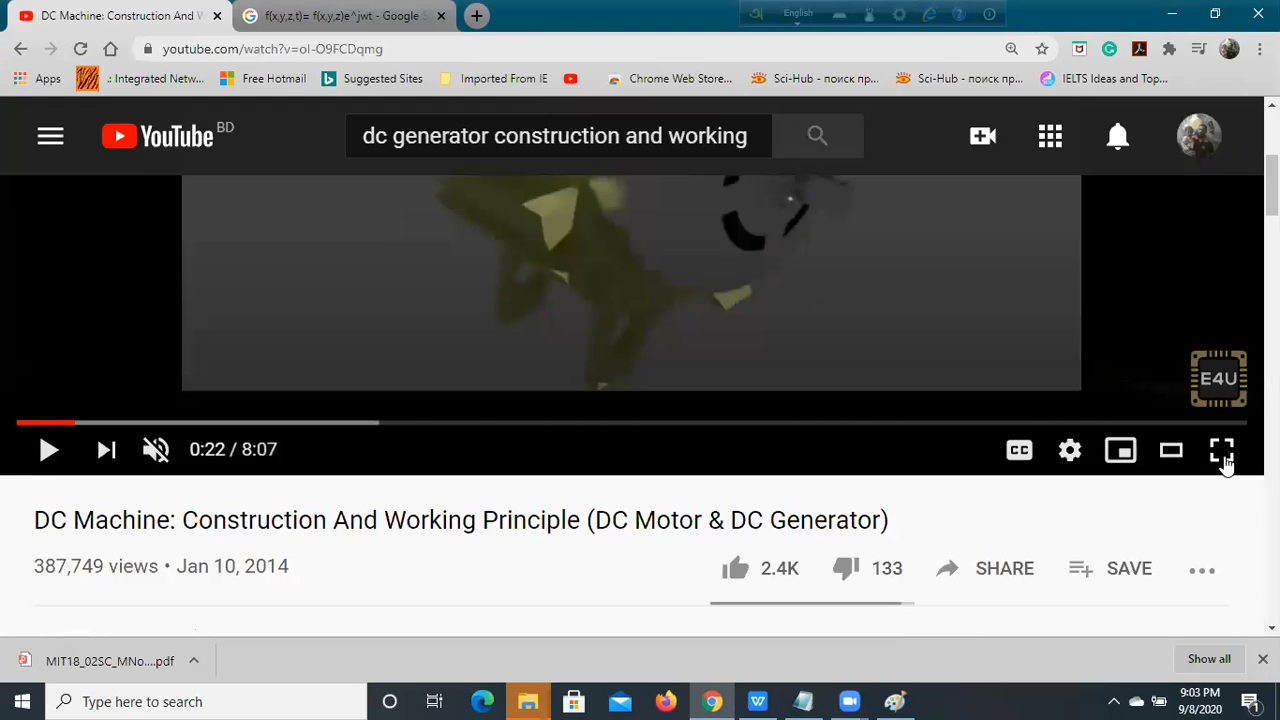 DC Machine: Construction And W
f(x,y,z,t)= f(x,y,z)e^jwt - Google S
English
youtube.com/watch?v=oI-O9FCDqmg
Apps
.: Integrated Netw...
Free Hotmail
Suggested Sites
Imported From IE
Chrome Web Store...
Sci-Hub - поиск пр...
Sci-Hub - поиск пр...
IELTS Ideas and Top...
YouTube BD
dc generator construction and working
E4U
0:22 / 8:07
CC
DC Machine: Construction And Working Principle (DC Motor & DC Generator)
387,749 views • Jan 10, 2014
2.4K
133
SHARE
SAVE
MIT18_02SC_MNo....pdf
Show all
Type here to search
9:03 PM
9/8/2020
1